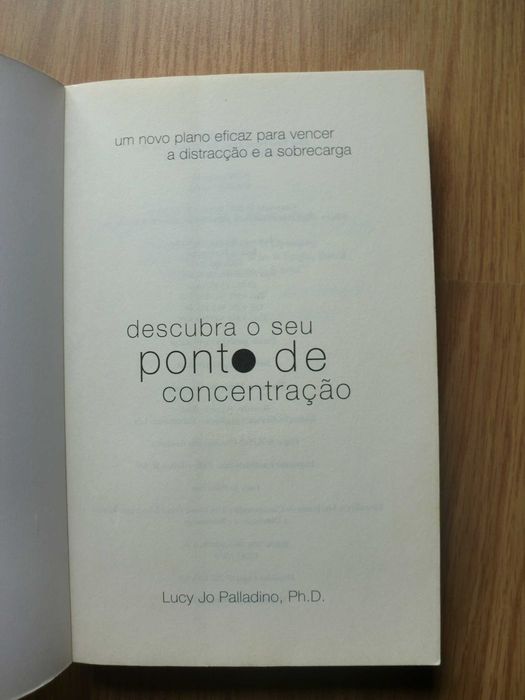 um novo plano eficaz para vencer
a distracção e a sobrecarga
descubra o seu
ponto de
concentração
Lucy Jo Palladino, Ph.D.